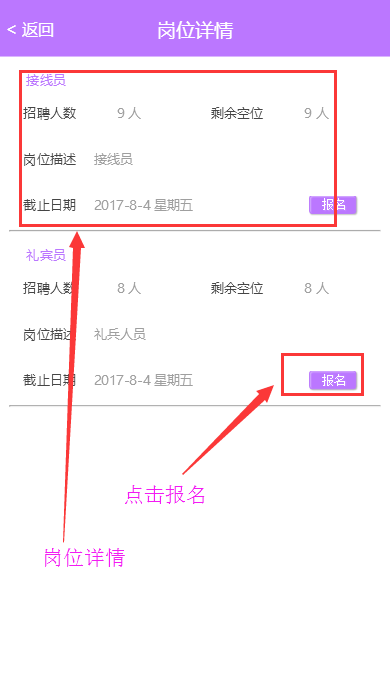 < 返回 岗位详情
接线员
招聘人数 9 人 剩余空位 9 人
岗位描述 接线员
截止日期 2017-8-4 星期五 报名
礼宾员
招聘人数 8 人 剩余空位 8 人
岗位描述 礼兵人员
截止日期 2017-8-4 星期五 报名
点击报名
岗位详情